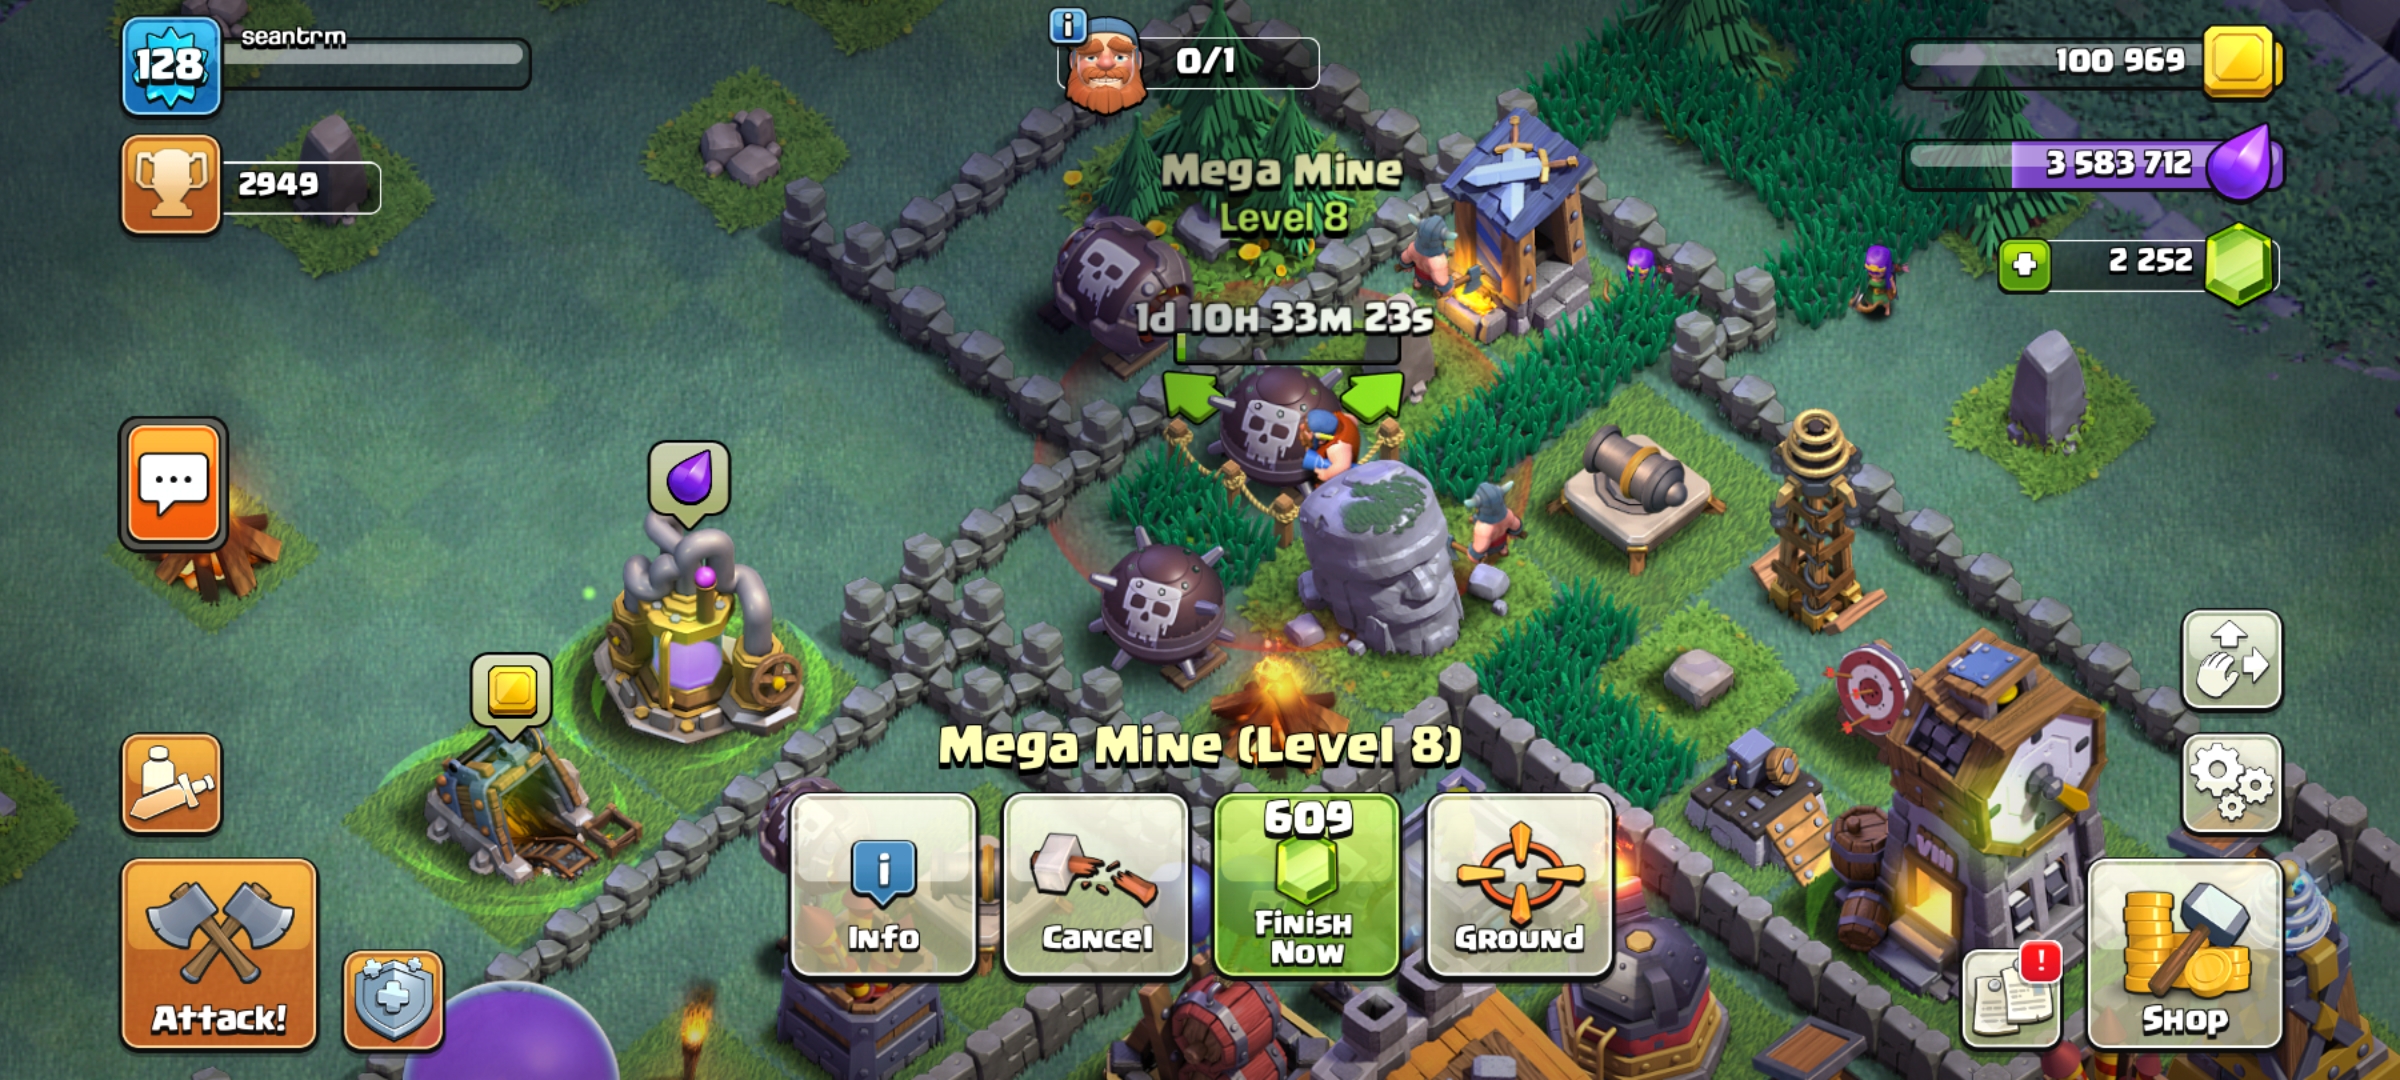 128
seantrm
0/1
100 969
2949
3 583 712
2 252
Mega Mine
Level 8
1d 10H 33M 23s
Mega Mine (Level 8)
Info
Cancel
609
Finish
Now
Ground
VIII
Attack!
!
Shop